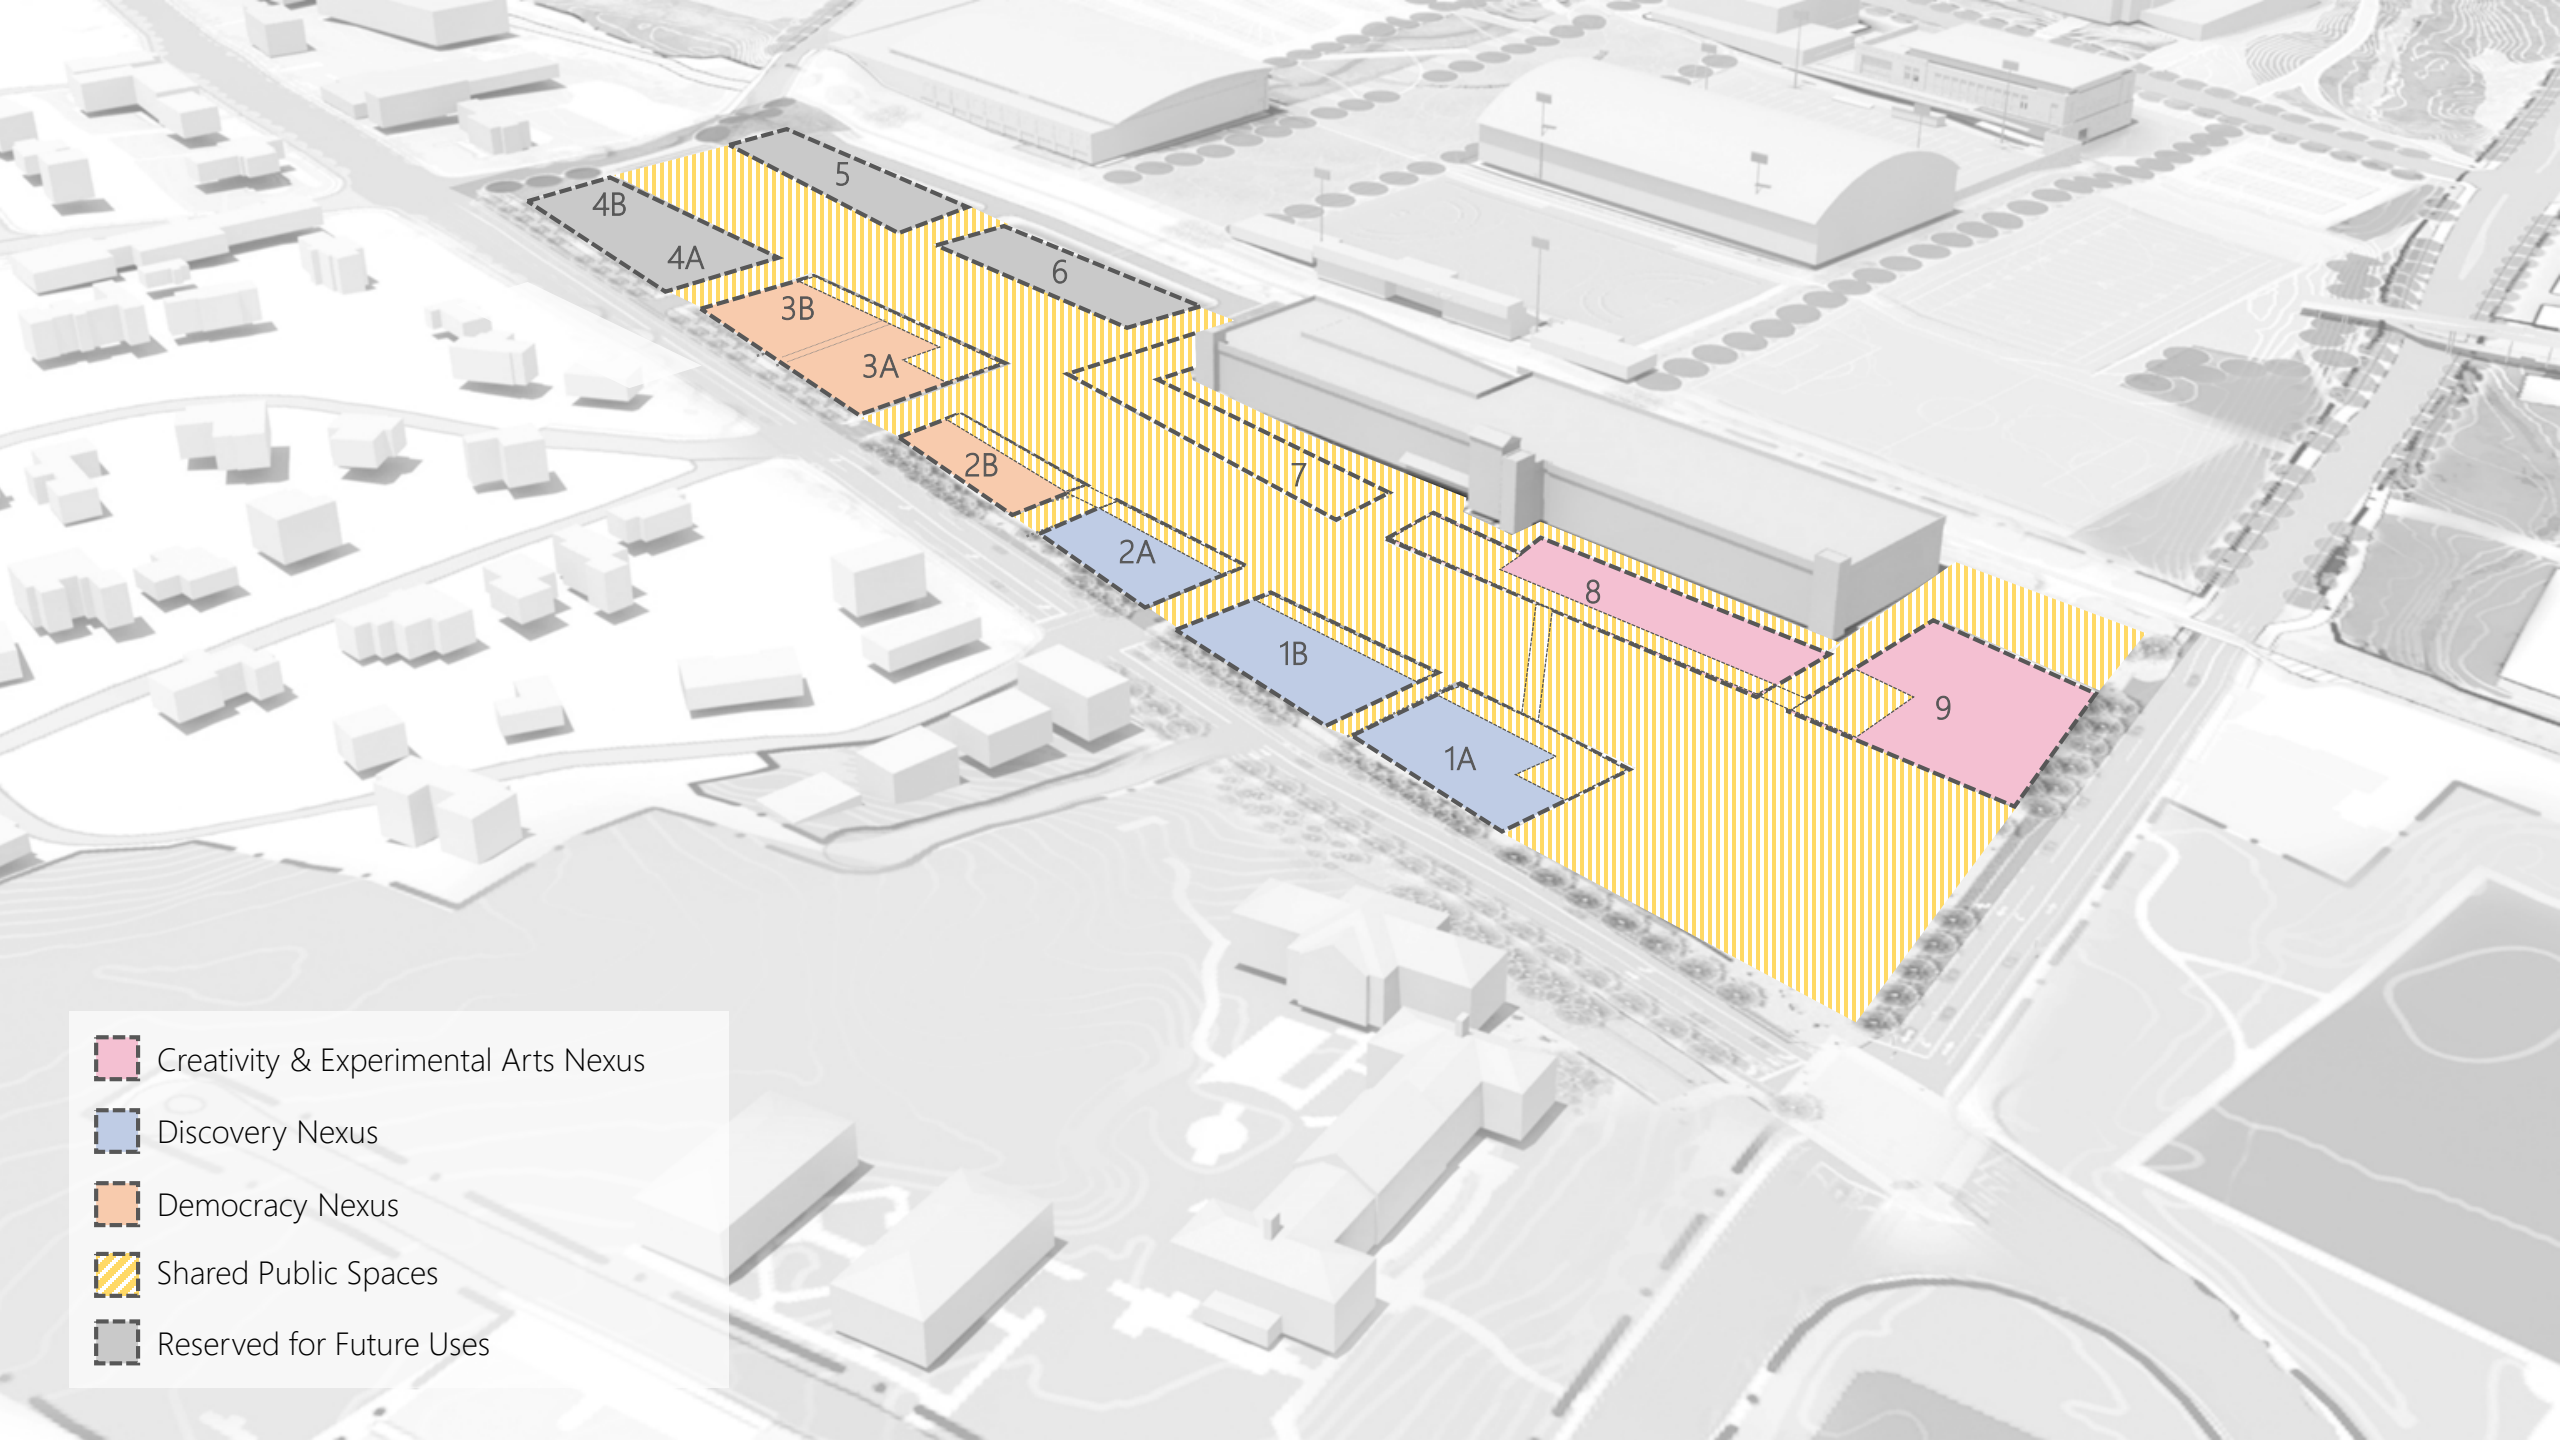 5
4B
4A
6
3B
3A
7
2B
2A
8
1B
9
1A
Creativity & Experimental Arts Nexus
Discovery Nexus
Democracy Nexus
Shared Public Spaces
Reserved for Future Uses